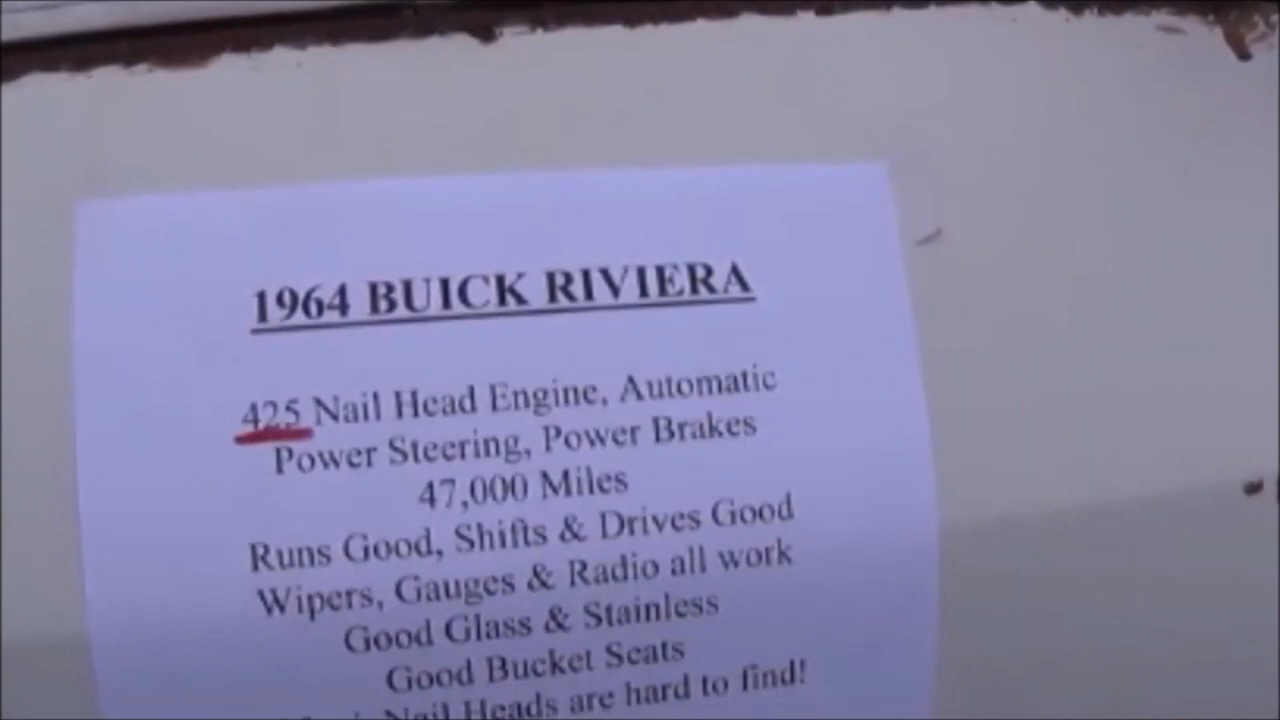 1964 BUICK RIVIERA
425 Nail Head Engine, Automatic
Power Steering, Power Brakes
47,000 Miles
Runs Good, Shifts & Drives Good
Wipers, Gauges & Radio all work
Good Glass & Stainless
Good Bucket Seats
Nail Heads are hard to find!